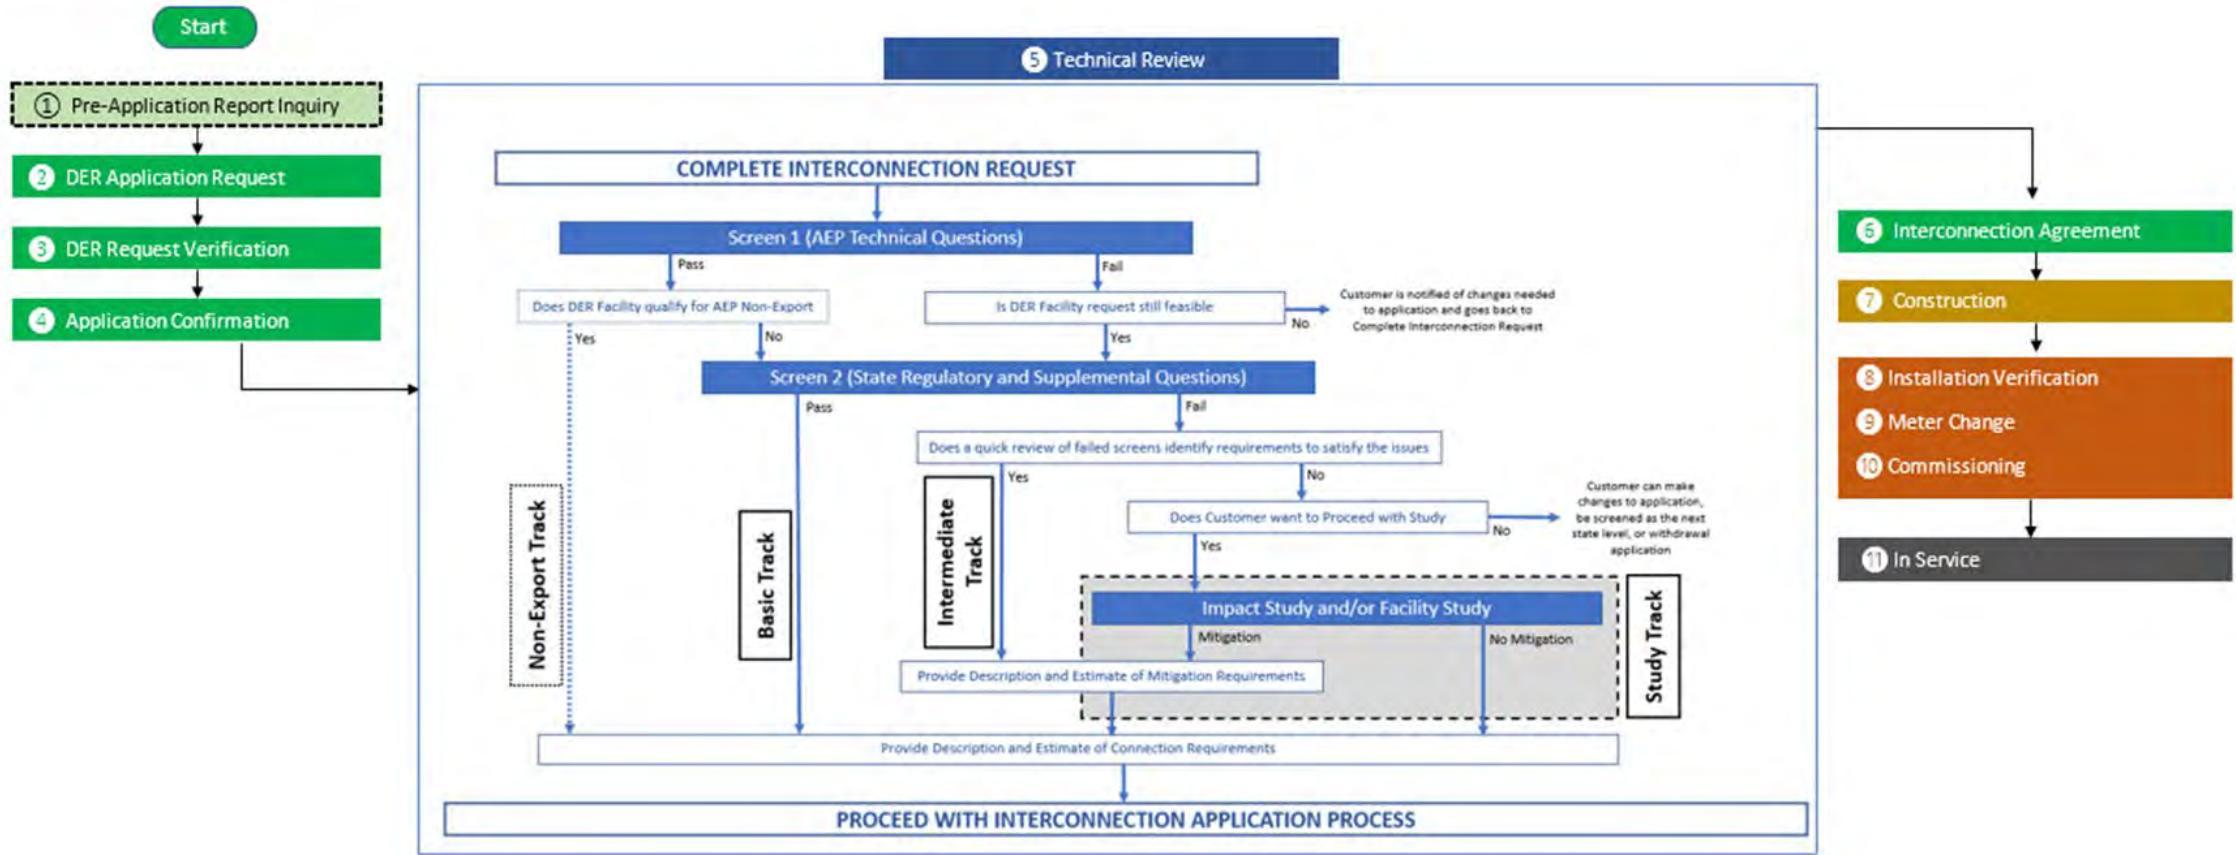 Start
① Pre-Application Report Inquiry
2 DER Application Request
3 DER Request Verification
4 Application Confirmation
5 Technical Review
COMPLETE INTERCONNECTION REQUEST
Screen 1 (AEP Technical Questions)
Pass
Fail
Does DER Facility qualify for AEP Non-Export
Is DER Facility request still feasible
No
Customer is notified of changes needed
to application and goes back to
Complete Interconnection Request
Yes
No
Yes
Screen 2 (State Regulatory and Supplemental Questions)
Pass
Fail
Does a quick review of failed screens identify requirements to satisfy the issues
Yes
No
Does Customer want to Proceed with Study
No
Customer can make
changes to application,
be screened as the next
state level, or withdrawal
application
Yes
Non-Export Track
Basic Track
Intermediate
Track
Impact Study and/or Facility Study
Mitigation
No Mitigation
Study Track
Provide Description and Estimate of Mitigation Requirements
Provide Description and Estimate of Connection Requirements
PROCEED WITH INTERCONNECTION APPLICATION PROCESS
6 Interconnection Agreement
7 Construction
8 Installation Verification
9 Meter Change
10 Commissioning
11 In Service